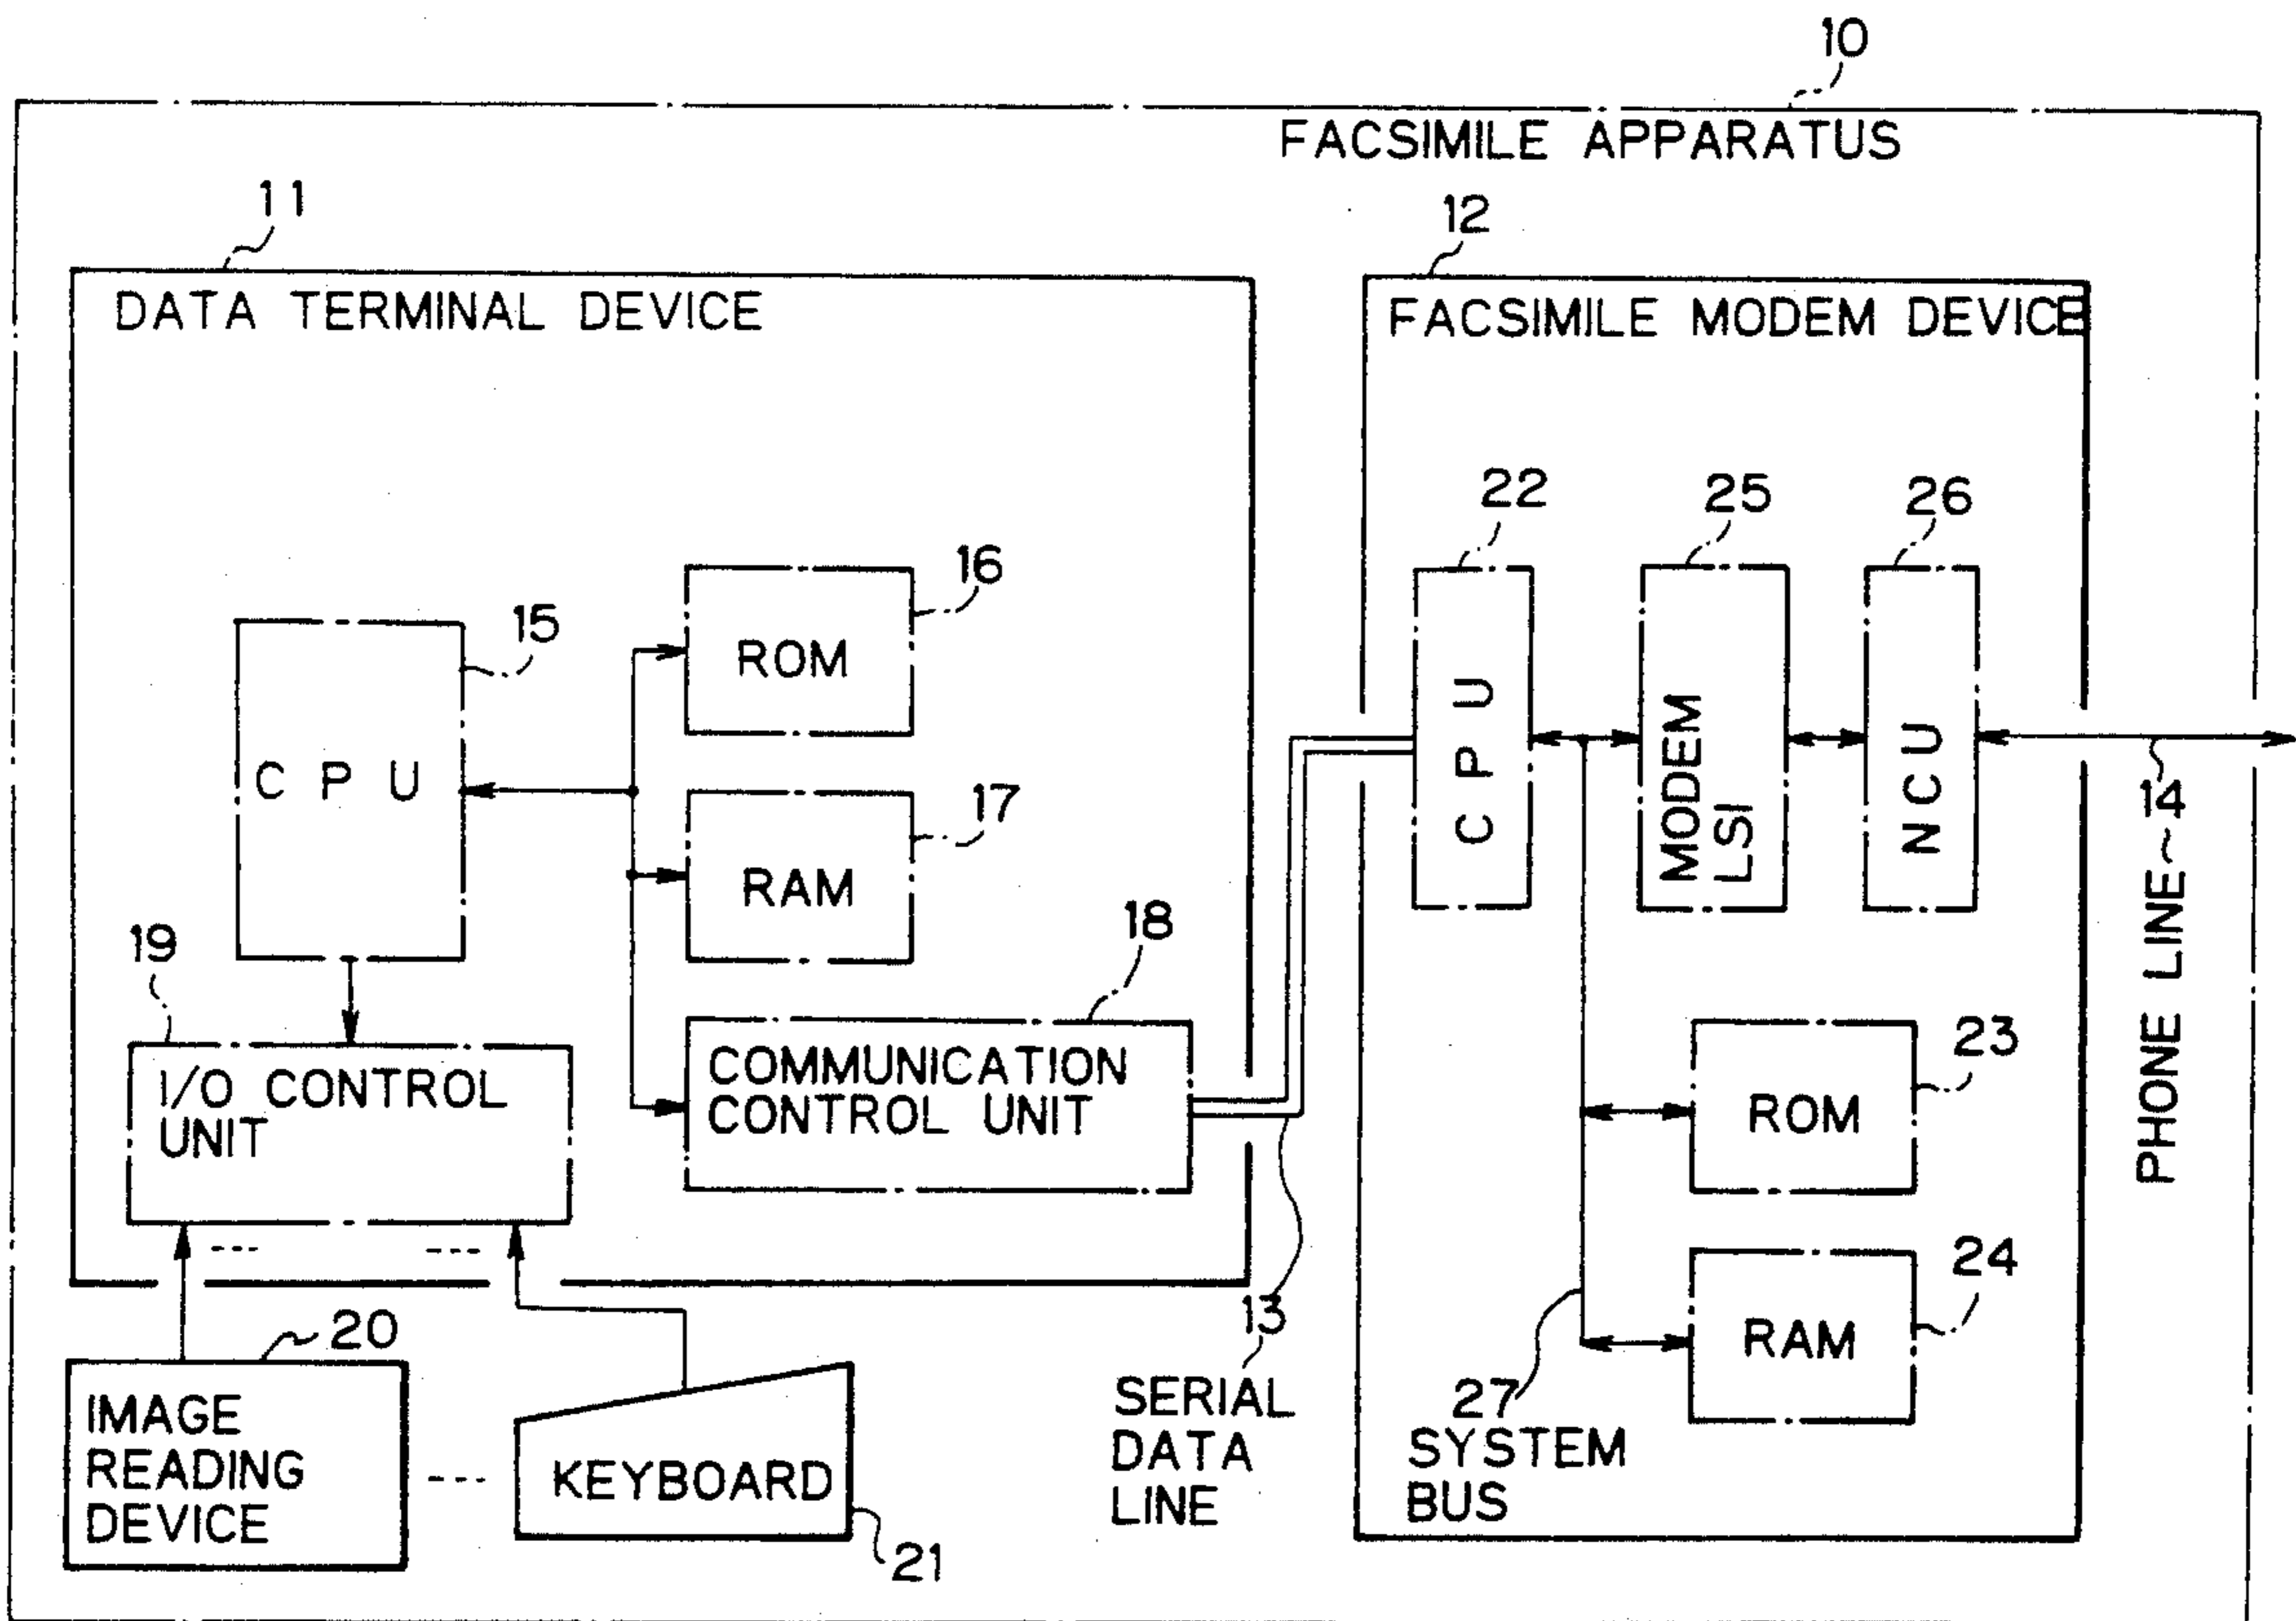 10
FACSIMILE APPARATUS
11
DATA TERMINAL DEVICE
12
FACSIMILE MODEM DEVICE
15
CPU
16
ROM
17
RAM
18
COMMUNICATION
CONTROL UNIT
19
I/O CONTROL
UNIT
20
IMAGE
READING
DEVICE
KEYBOARD
21
13
SERIAL
DATA
LINE
22
CPU
25
MODEM
LSI
26
NCU
23
ROM
24
RAM
27
SYSTEM
BUS
PHONE LINE 14